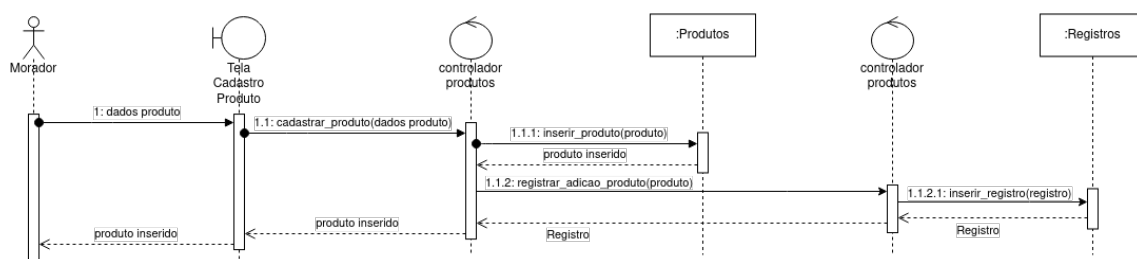 Morador
Tela
Cadastro
Produto
controlador
produtos
:Produtos
controlador
produtos
:Registros
1: dados produto
1.1: cadastrar_produto(dados produto)
1.1.1: inserir_produto(produto)
produto inserido
1.1.2: registrar_adicao_produto(produto)
1.1.2.1: inserir_registro(registro)
produto inserido
produto inserido
Registro
Registro